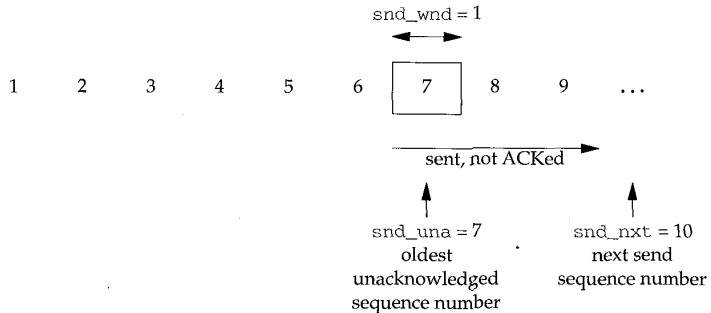 snd_wnd = 1
1 2 3 4 5 6 7 8 9 ...
sent, not ACKed
snd_una = 7 snd_nxt = 10
oldest next send
unacknowledged sequence number
sequence number